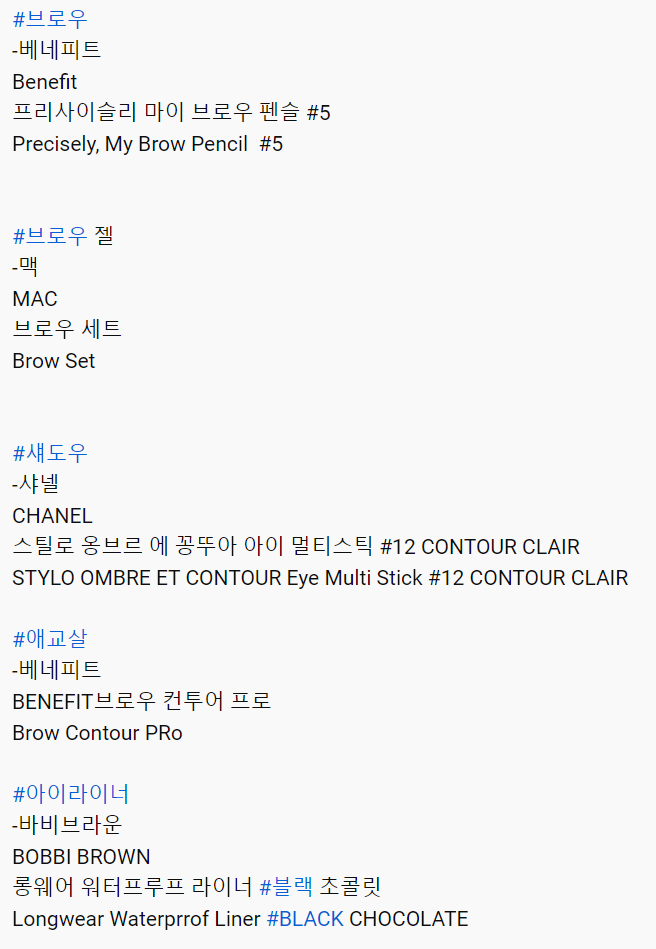 #브로우
-베네피트
Benefit
프리사이슬리 마이 브로우 펜슬 #5
Precisely, My Brow Pencil  #5
#브로우 젤
-맥
MAC
브로우 세트
Brow Set
#섀도우
-샤넬
CHANEL
스틸로 옹브르 에 꽁뚜아 아이 멀티스틱 #12 CONTOUR CLAIR
STYLO OMBRE ET CONTOUR Eye Multi Stick #12 CONTOUR CLAIR
#애교살
-베네피트
BENEFIT브로우 컨투어 프로
Brow Contour PRo
#아이라이너
-바비브라운
BOBBI BROWN
롱웨어 워터프루프 라이너 #블랙 초콜릿
Longwear Waterprrof Liner #BLACK CHOCOLATE